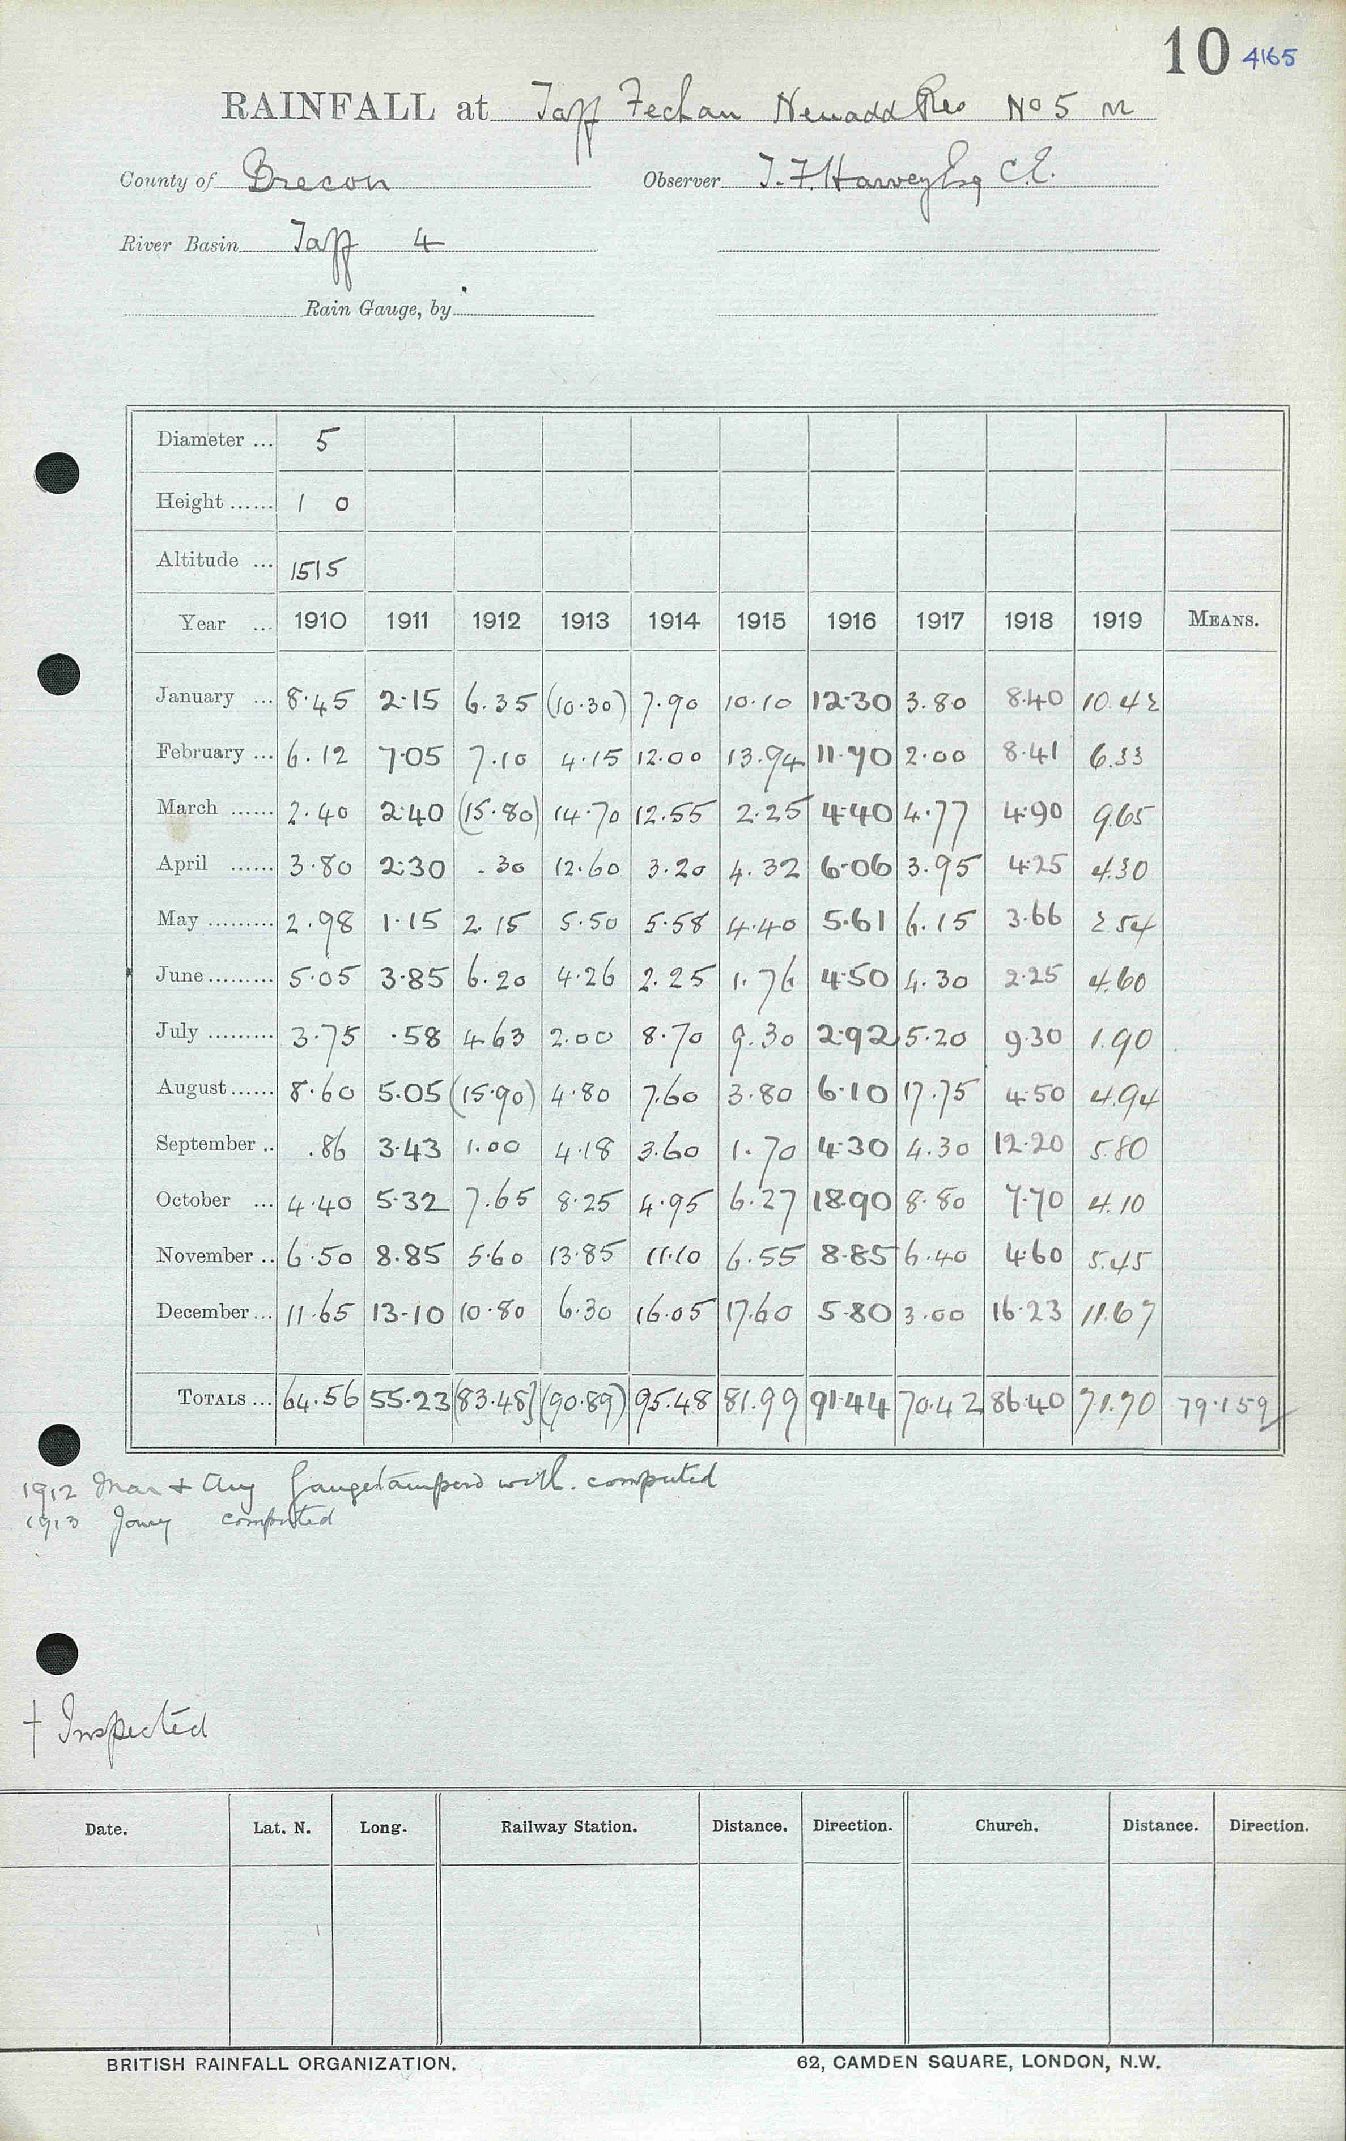 10 4165
RAINFALL at Taff Fechan Neuadd Res No 5 m
County of Brecon Observer T. F. Harvey Esq C.E.
River Basin Taff 4
Rain Gauge, by
Diameter ... 5
Height ...... 1 0
Altitude ... 1515
Year ... 1910 1911 1912 1913 1914 1915 1916 1917 1918 1919 MEANS.
January ... 8.45 2.15 6.35 (10.30) 7.90 10.10 12.30 3.80 8.40 10.42
February ... 6.12 7.05 7.10 4.15 12.00 13.94 11.70 2.00 8.41 6.33
March ...... 2.40 2.40 (15.80) 14.70 12.55 2.25 4.40 4.77 4.90 9.65
April ...... 3.80 2.30 .30 12.60 3.20 4.32 6.06 3.95 4.25 4.30
May ......... 2.98 1.15 2.15 5.50 5.58 4.40 5.61 6.15 3.66 2.54
June ......... 5.05 3.85 6.20 4.26 2.25 1.76 4.50 4.30 2.25 4.60
July ......... 3.75 .58 4.63 2.00 8.70 9.30 2.92 5.20 9.30 1.90
August ...... 8.60 5.05 (15.90) 4.80 7.60 3.80 6.10 17.75 4.50 4.94
September .. .86 3.43 1.00 4.18 3.60 1.70 4.30 4.30 12.20 5.80
October ... 4.40 5.32 7.65 8.25 4.95 6.27 18.90 8.80 7.70 4.10
November .. 6.50 8.85 5.60 13.85 11.10 6.55 8.85 6.40 4.60 5.45
December ... 11.65 13.10 10.80 6.30 16.05 17.60 5.80 3.00 16.23 11.67
TOTALS ... 64.56 55.23 (83.48) (90.89) 95.48 81.99 91.44 70.42 86.40 71.70 79.159
1912 Mar & Aug Gauge tampered with. computed
1913 Jany computed
† Inspected
Date. Lat. N. Long. Railway Station. Distance. Direction. Church. Distance. Direction.
BRITISH RAINFALL ORGANIZATION. 62, CAMDEN SQUARE, LONDON, N.W.